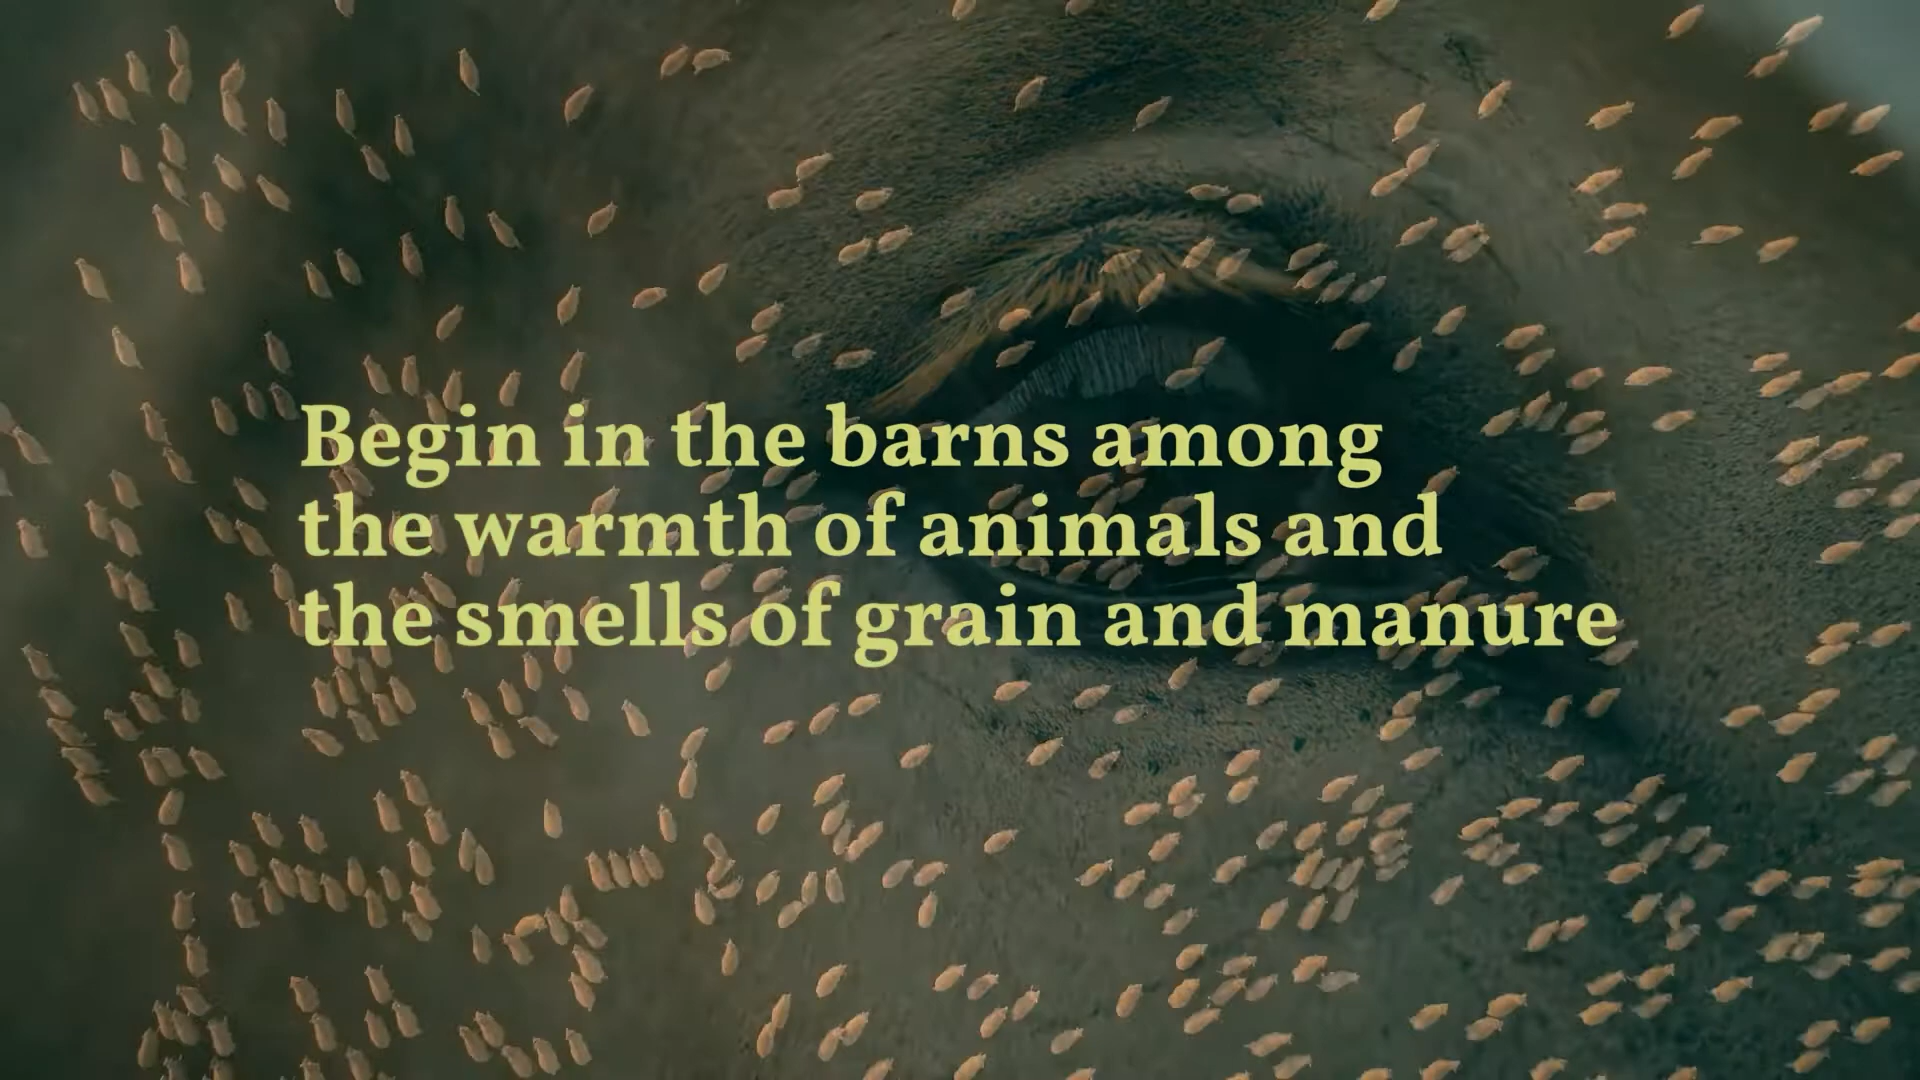 Begin in the barns among
the warmth of animals and
the smells of grain and manure